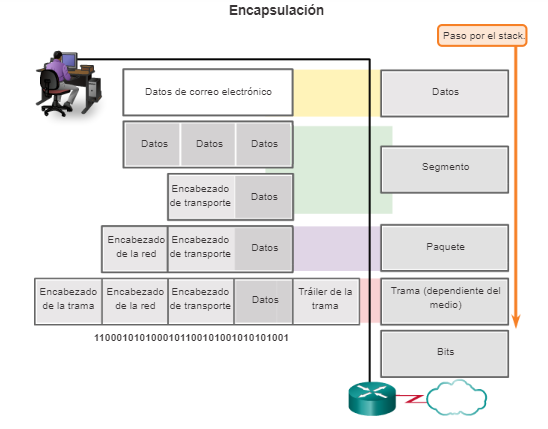 Encapsulación
Paso por el stack.
Datos de correo electrónico
Datos
Datos
Datos
Datos
Segmento
Encabezado
de transporte
Datos
Encabezado
de la red
Encabezado
de transporte
Datos
Paquete
Encabezado
de la trama
Encabezado
de la red
Encabezado
de transporte
Datos
Tráiler de la
trama
Trama (dependiente del
medio)
1100010101000101100101001010101001
Bits